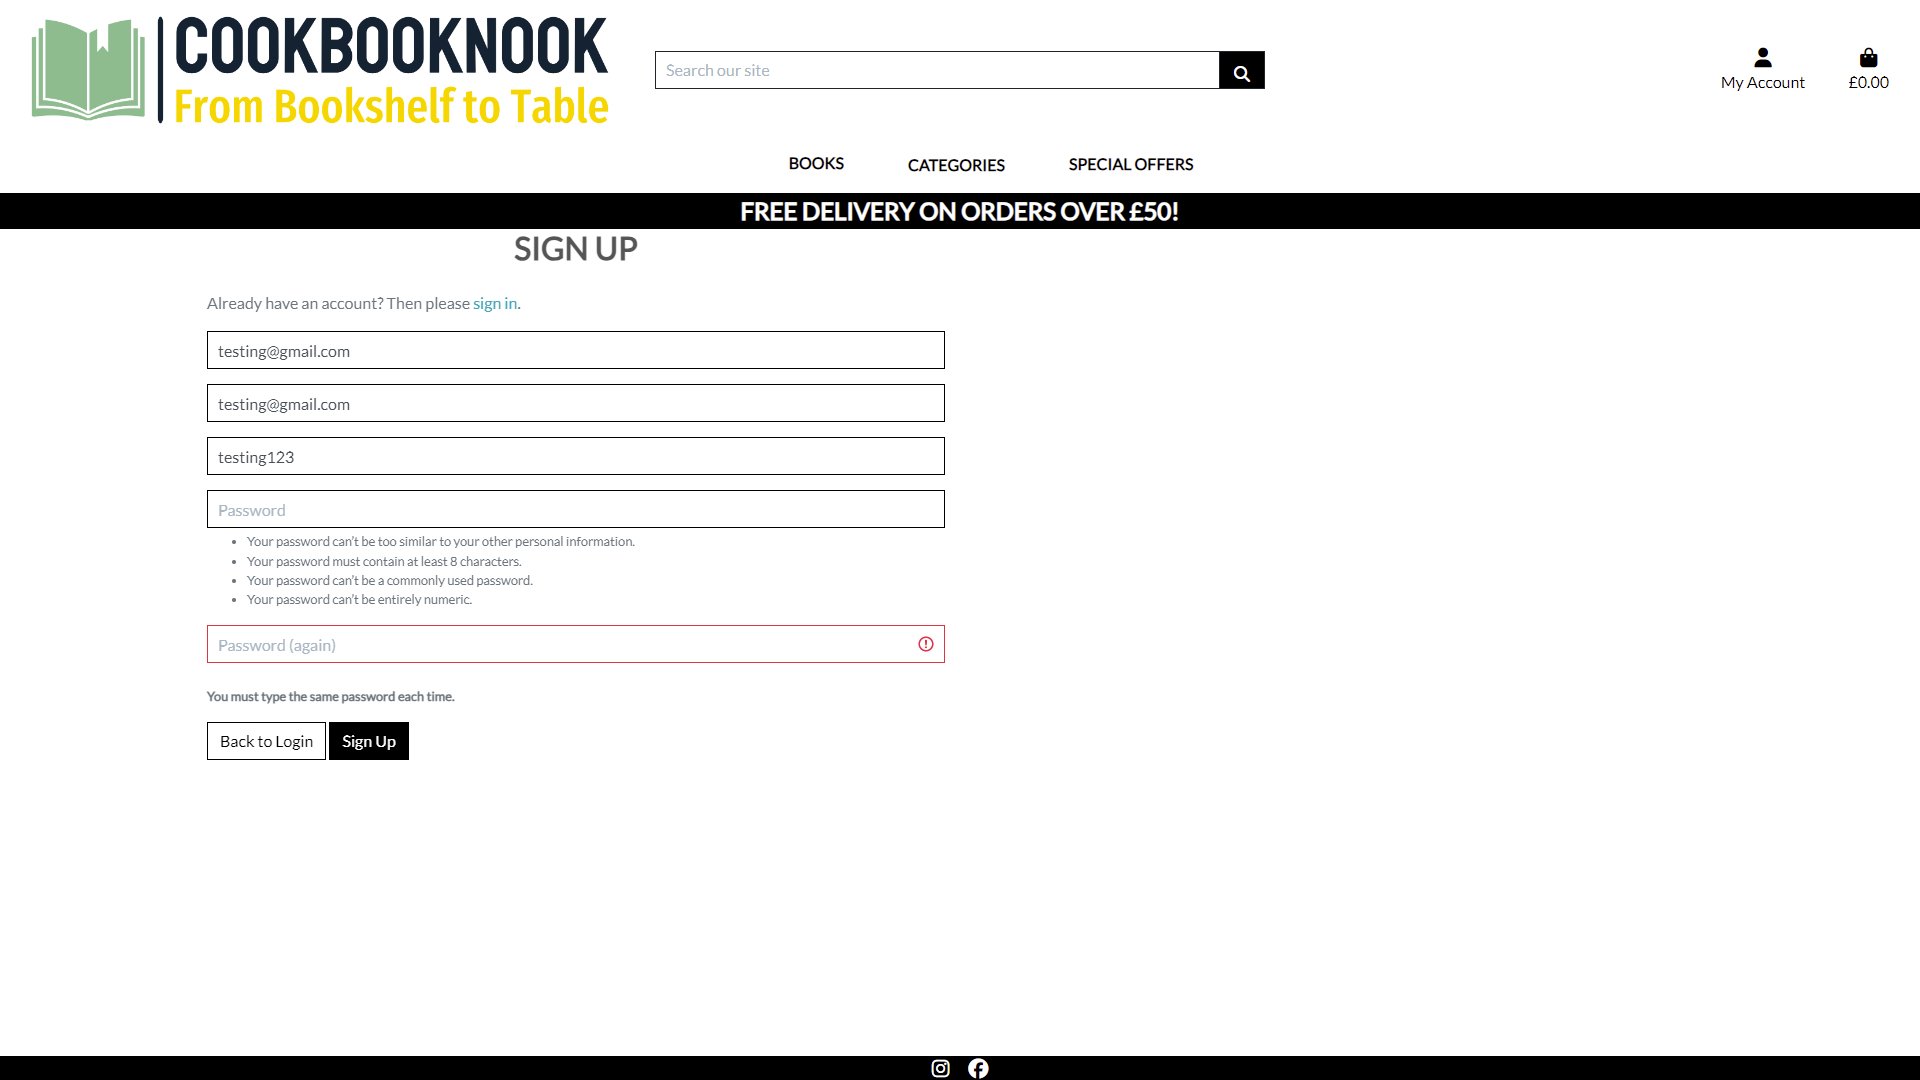 COOKBOOKNOOK
From Bookshelf to Table
Search our site
My Account
£0.00
BOOKS
CATEGORIES
SPECIAL OFFERS
FREE DELIVERY ON ORDERS OVER £50!
SIGN UP
Already have an account? Then please sign in.
testing@gmail.com
testing@gmail.com
testing123
Password
Your password can't be too similar to your other personal information.
Your password must contain at least 8 characters.
Your password can't be a commonly used password.
Your password can't be entirely numeric.
Password (again)
You must type the same password each time.
Back to Login
Sign Up